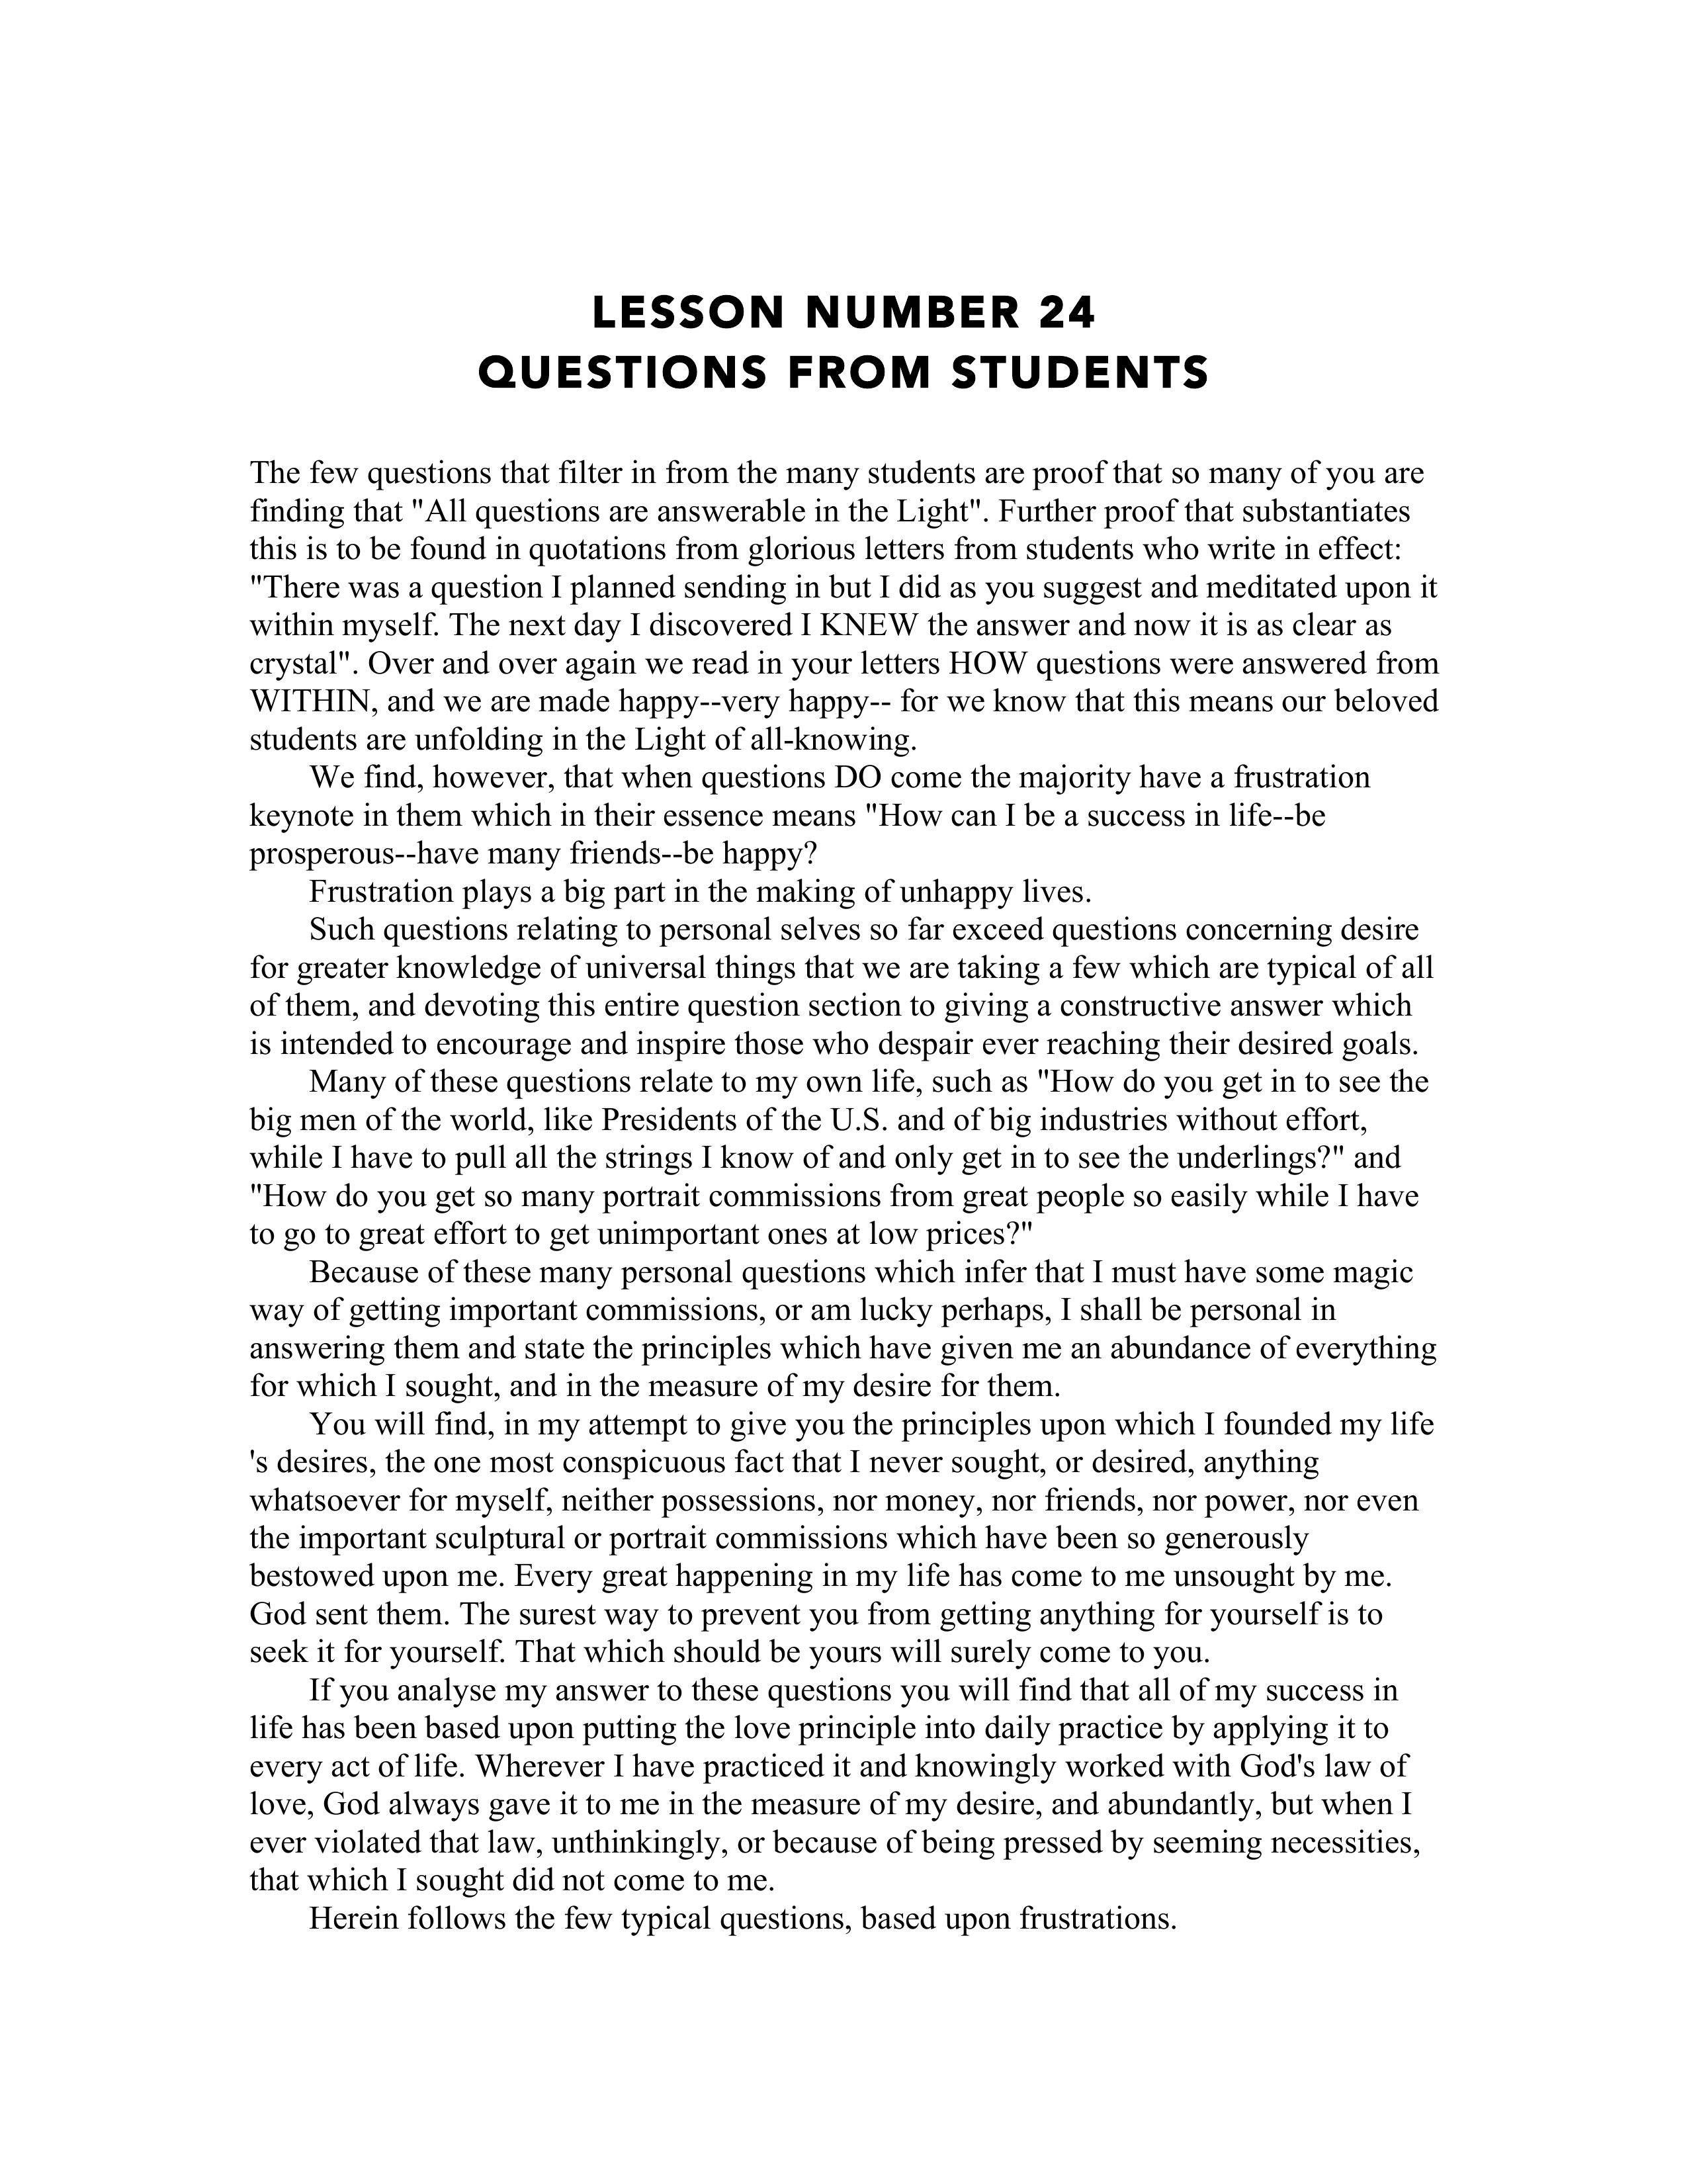 LESSON NUMBER 24
QUESTIONS FROM STUDENTS
The few questions that filter in from the many students are proof that so many of you are
finding that "All questions are answerable in the Light". Further proof that substantiates
this is to be found in quotations from glorious letters from students who write in effect:
"There was a question I planned sending in but I did as you suggest and meditated upon it
within myself. The next day I discovered I KNEW the answer and now it is as clear as
crystal". Over and over again we read in your letters HOW questions were answered from
WITHIN, and we are made happy--very happy-- for we know that this means our beloved
students are unfolding in the Light of all-knowing.
We find, however, that when questions DO come the majority have a frustration
keynote in them which in their essence means "How can I be a success in life--be
prosperous--have many friends--be happy?
Frustration plays a big part in the making of unhappy lives.
Such questions relating to personal selves so far exceed questions concerning desire
for greater knowledge of universal things that we are taking a few which are typical of all
of them, and devoting this entire question section to giving a constructive answer which
is intended to encourage and inspire those who despair ever reaching their desired goals.
Many of these questions relate to my own life, such as "How do you get in to see the
big men of the world, like Presidents of the U.S. and of big industries without effort,
while I have to pull all the strings I know of and only get in to see the underlings?" and
"How do you get so many portrait commissions from great people so easily while I have
to go to great effort to get unimportant ones at low prices?"
Because of these many personal questions which infer that I must have some magic
way of getting important commissions, or am lucky perhaps, I shall be personal in
answering them and state the principles which have given me an abundance of everything
for which I sought, and in the measure of my desire for them.
You will find, in my attempt to give you the principles upon which I founded my life
's desires, the one most conspicuous fact that I never sought, or desired, anything
whatsoever for myself, neither possessions, nor money, nor friends, nor power, nor even
the important sculptural or portrait commissions which have been so generously
bestowed upon me. Every great happening in my life has come to me unsought by me.
God sent them. The surest way to prevent you from getting anything for yourself is to
seek it for yourself. That which should be yours will surely come to you.
If you analyse my answer to these questions you will find that all of my success in
life has been based upon putting the love principle into daily practice by applying it to
every act of life. Wherever I have practiced it and knowingly worked with God's law of
love, God always gave it to me in the measure of my desire, and abundantly, but when I
ever violated that law, unthinkingly, or because of being pressed by seeming necessities,
that which I sought did not come to me.
Herein follows the few typical questions, based upon frustrations.